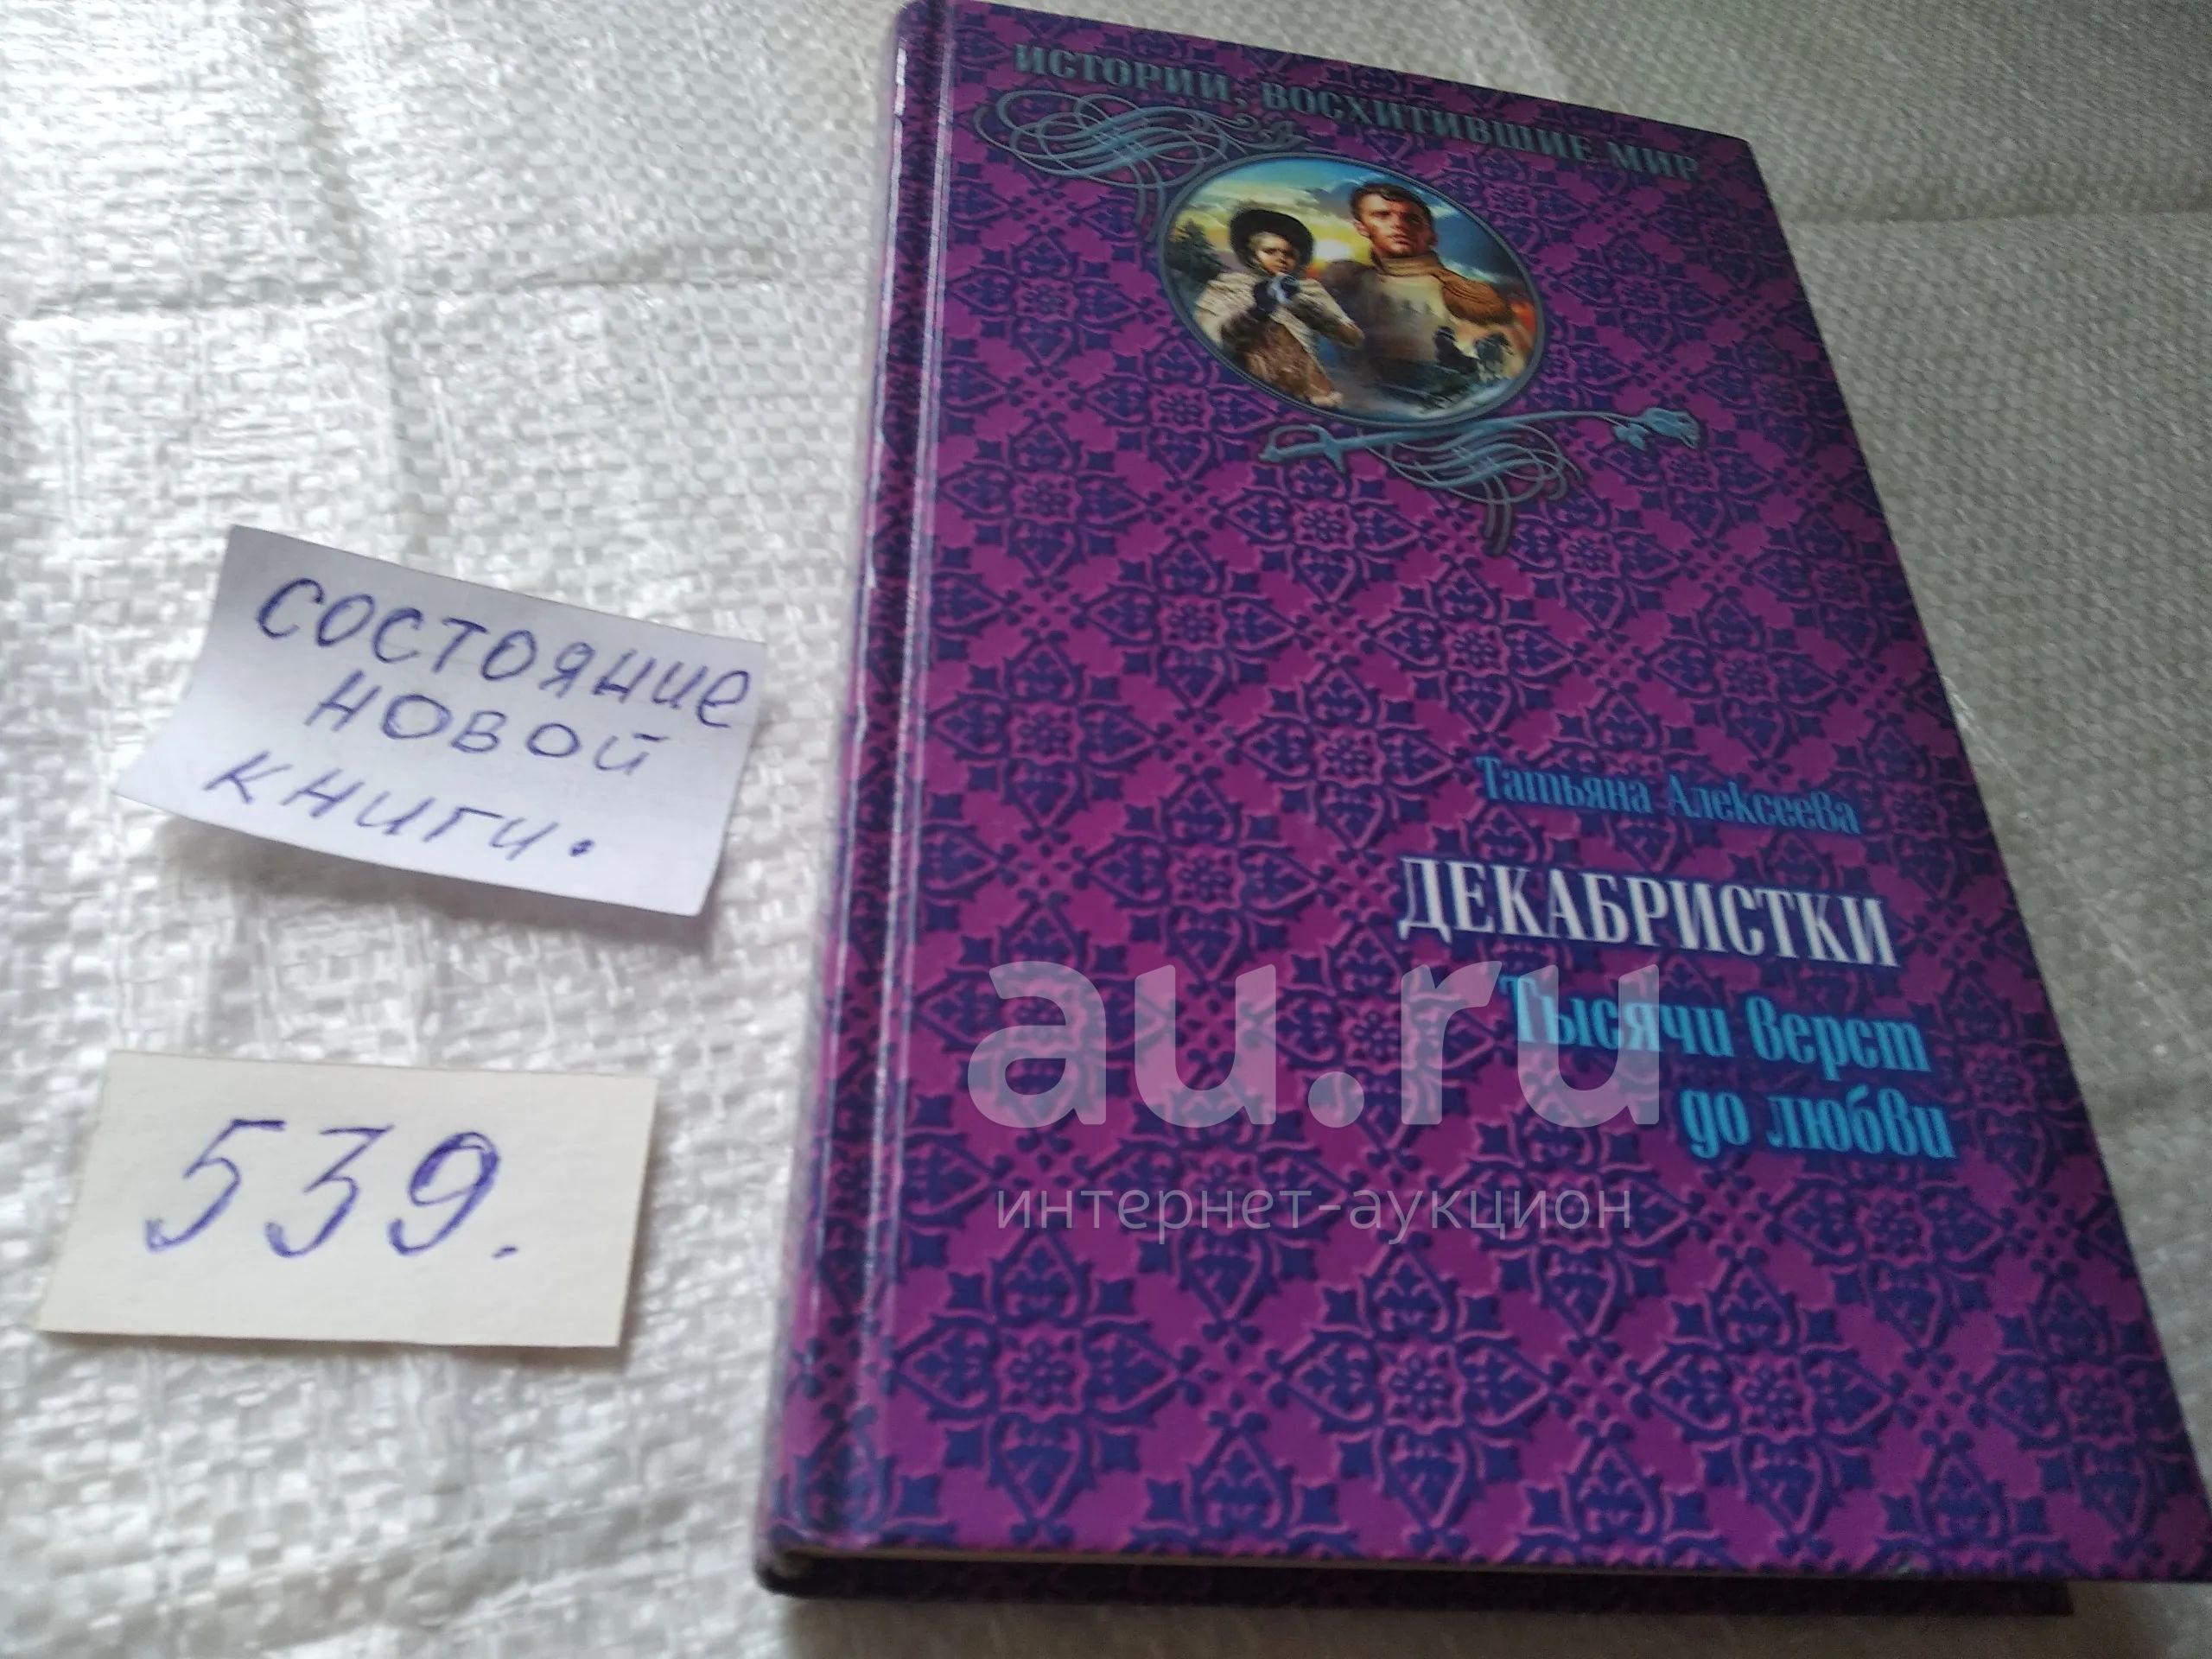 ИСТОРИИ, ВОСХИТИВШИЕ МИР
Татьяна Алексеева
ДЕКАБРИСТКИ
Тысячи верст
до любви
состояние
новой
книги.
539.
au.ru
интернет-аукцион